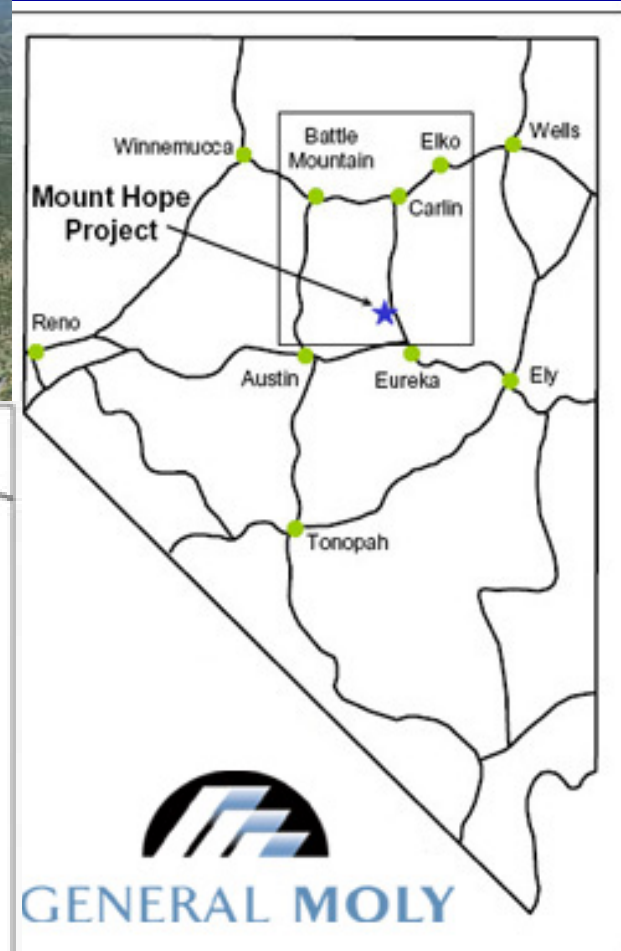 Winnemucca
Battle
Mountain
Elko
Wells
Mount Hope
Project
Carlin
Reno
Austin
Eureka
Ely
Tonopah
GENERAL MOLY